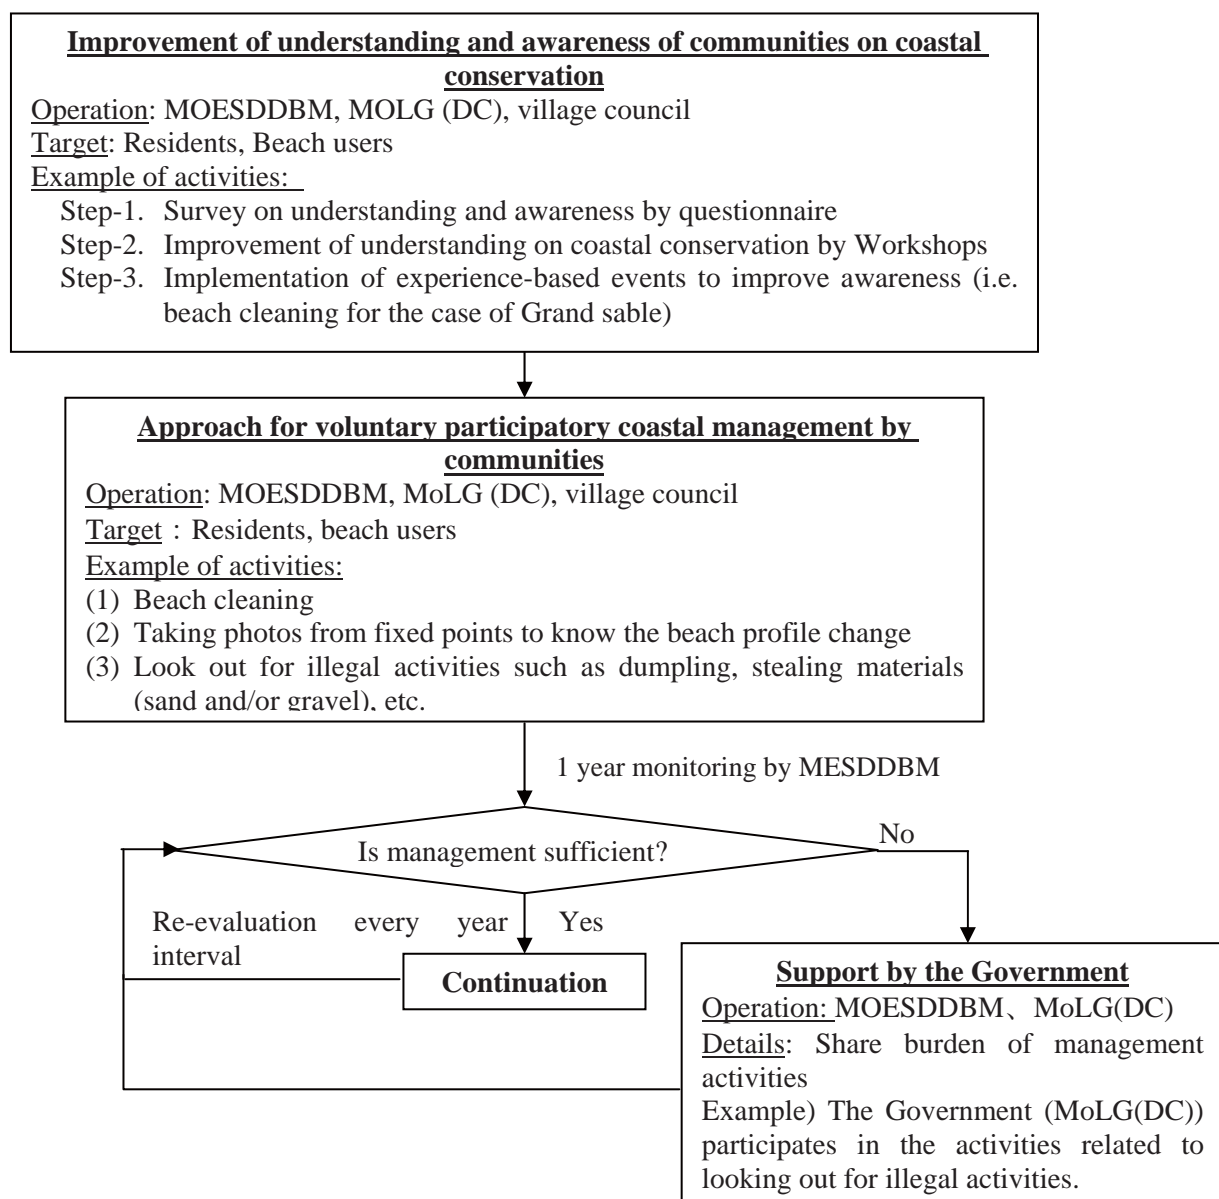 Improvement of understanding and awareness of communities on coastal
conservation
Operation: MOESDDBM, MOLG (DC), village council
Target: Residents, Beach users
Example of activities:
Step-1. Survey on understanding and awareness by questionnaire
Step-2. Improvement of understanding on coastal conservation by Workshops
Step-3. Implementation of experience-based events to improve awareness (i.e.
beach cleaning for the case of Grand sable)
Approach for voluntary participatory coastal management by
communities
Operation: MOESDDBM, MoLG (DC), village council
Target：Residents, beach users
Example of activities:
(1) Beach cleaning
(2) Taking photos from fixed points to know the beach profile change
(3) Look out for illegal activities such as dumpling, stealing materials
(sand and/or gravel), etc.
1 year monitoring by MESDDBM
Is management sufficient?
No
Re-evaluation every year
interval
Yes
Continuation
Support by the Government
Operation: MOESDDBM、MoLG(DC)
Details: Share burden of management
activities
Example) The Government (MoLG(DC))
participates in the activities related to
looking out for illegal activities.